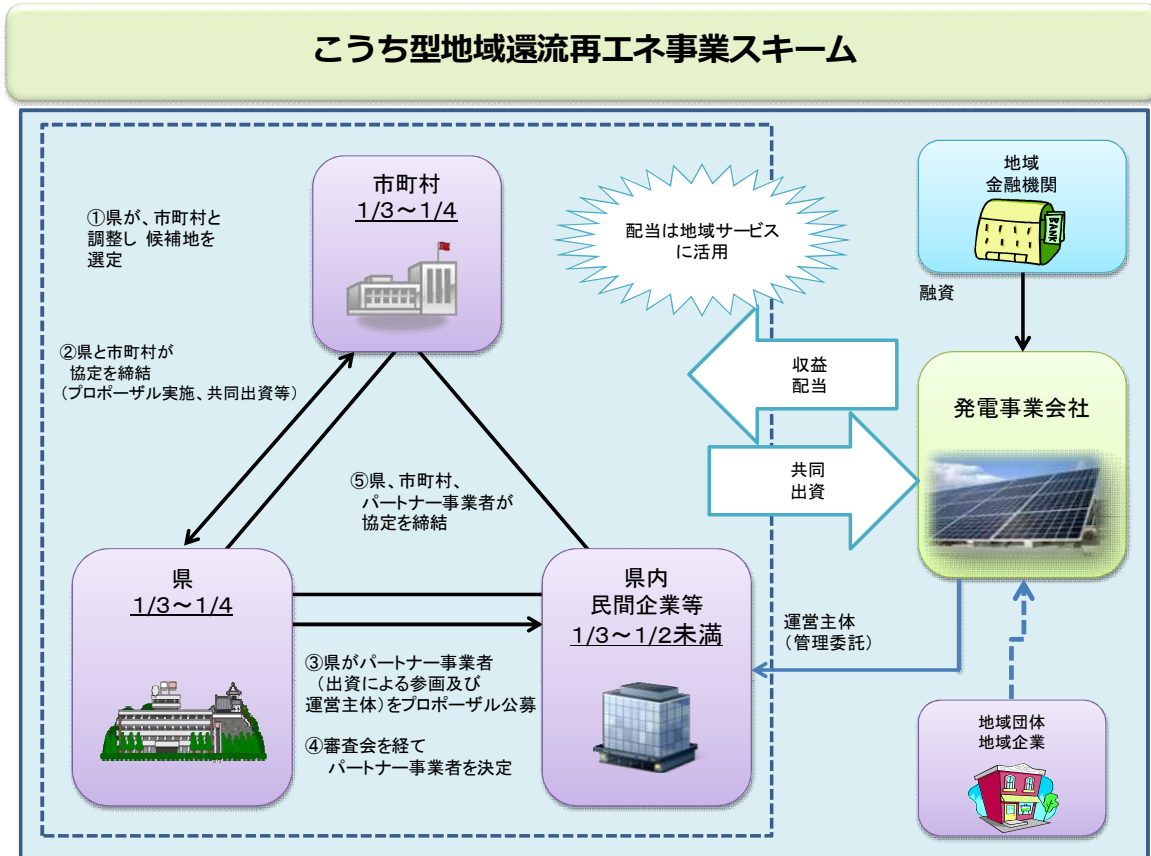 こうち型地域還流再エネ事業スキーム
①県が、市町村と
調整し 候補地を
選定
市町村
1/3～1/4
配当は地域サービス
に活用
地域
金融機関
BANK
融資
②県と市町村が
協定を締結
（プロポーザル実施、共同出資等）
収益
配当
発電事業会社
共同
出資
⑤県、市町村、
パートナー事業者が
協定を締結
県
1/3～1/4
県内
民間企業等
1/3～1/2未満
運営主体
（管理委託）
③県がパートナー事業者
（出資による参画及び
運営主体）をプロポーザル公募
④審査会を経て
パートナー事業者を決定
地域団体
地域企業